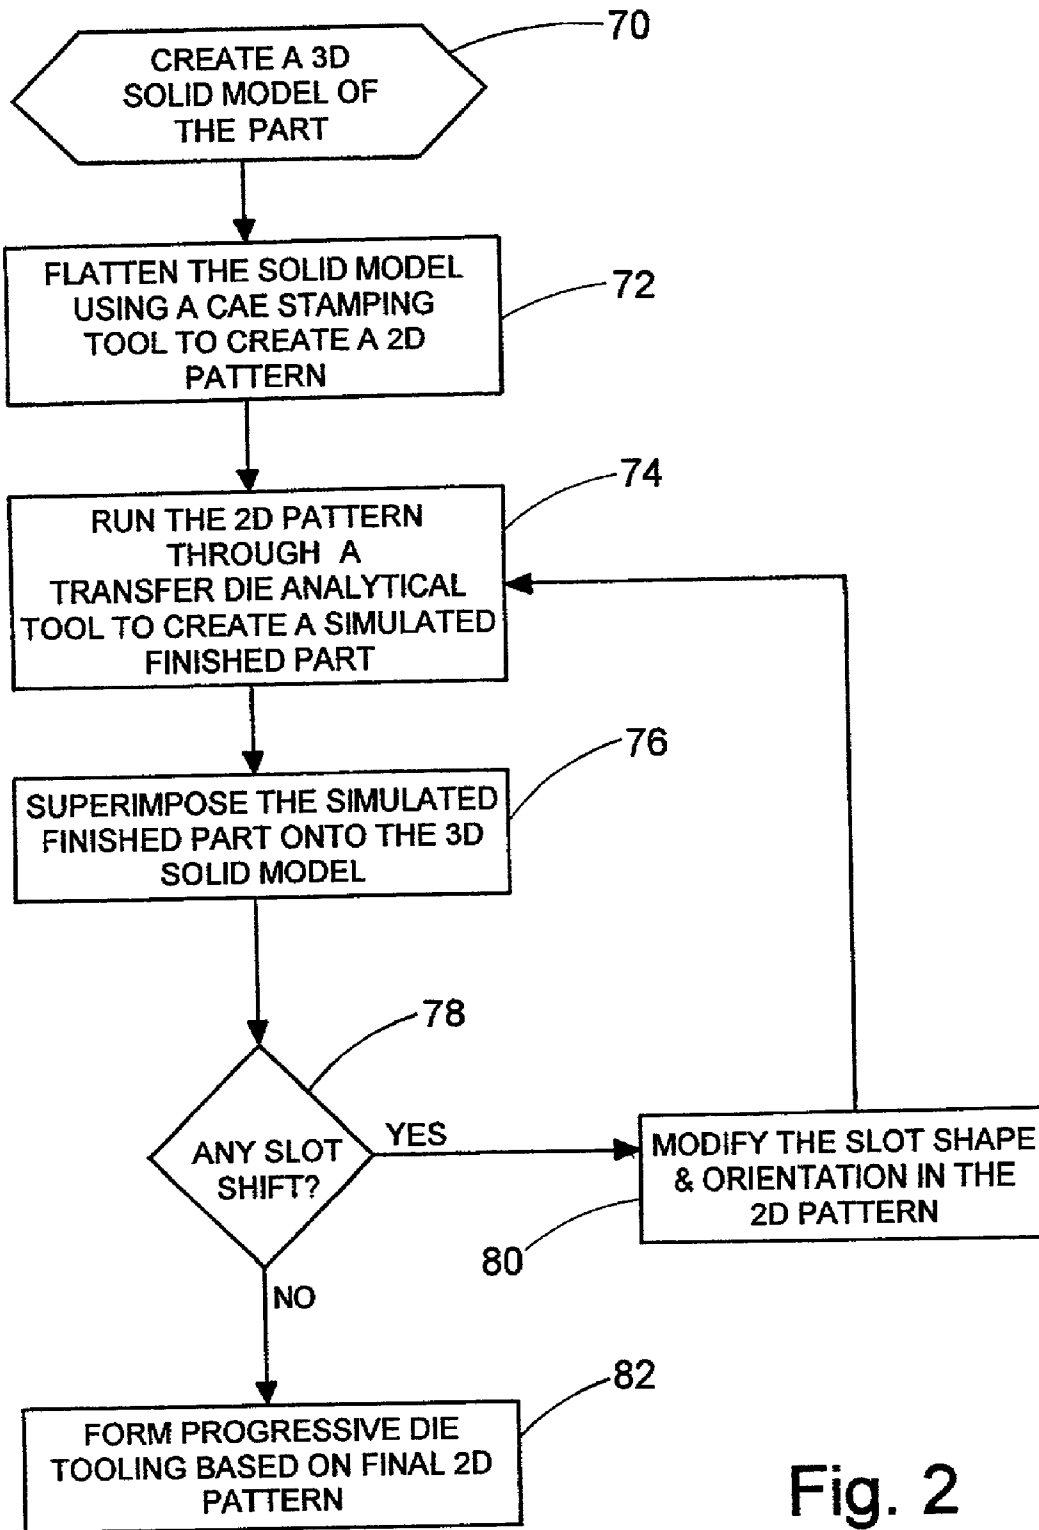 70
CREATE A 3D
SOLID MODEL OF
THE PART
FLATTEN THE SOLID MODEL
USING A CAE STAMPING
TOOL TO CREATE A 2D
PATTERN
72
74
RUN THE 2D PATTERN
THROUGH A
TRANSFER DIE ANALYTICAL
TOOL TO CREATE A SIMULATED
FINISHED PART
76
SUPERIMPOSE THE SIMULATED
FINISHED PART ONTO THE 3D
SOLID MODEL
78
ANY SLOT
SHIFT?
YES
MODIFY THE SLOT SHAPE
& ORIENTATION IN THE
2D PATTERN
80
NO
82
FORM PROGRESSIVE DIE
TOOLING BASED ON FINAL 2D
PATTERN
Fig. 2